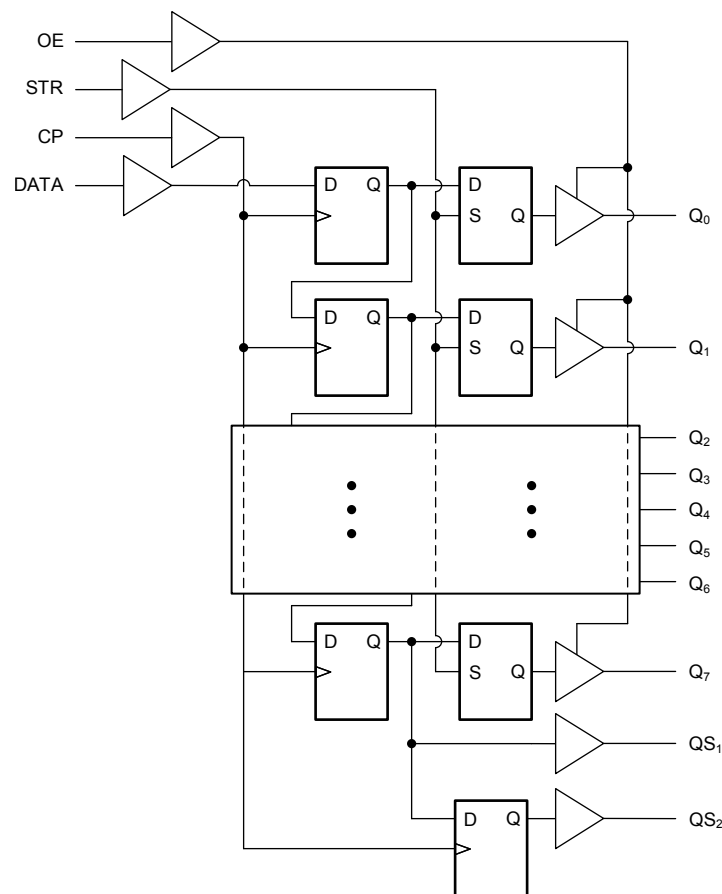 OE
STR
CP
DATA
D Q D
S Q Q₀
D Q D
S Q Q₁
Q₂
Q₃
Q₄
Q₅
Q₆
D Q D
S Q Q₇
QS₁
D Q QS₂